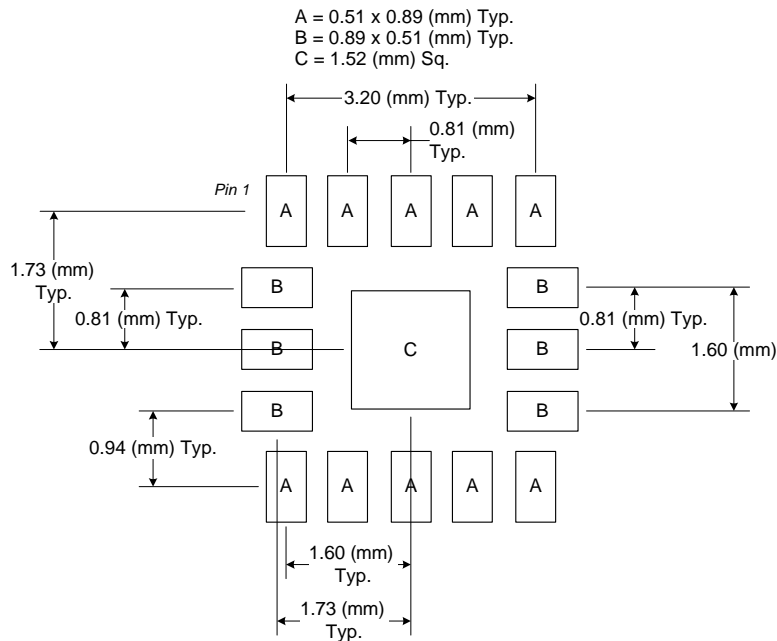 A = 0.51 x 0.89 (mm) Typ.
B = 0.89 x 0.51 (mm) Typ.
C = 1.52 (mm) Sq.
3.20 (mm) Typ.
0.81 (mm)
Typ.
Pin 1
A
A
A
A
A
1.73 (mm)
Typ.
B
B
0.81 (mm) Typ.
0.81 (mm) Typ.
B
C
B
1.60 (mm)
B
B
0.94 (mm) Typ.
A
A
A
A
A
1.60 (mm)
Typ.
1.73 (mm)
Typ.